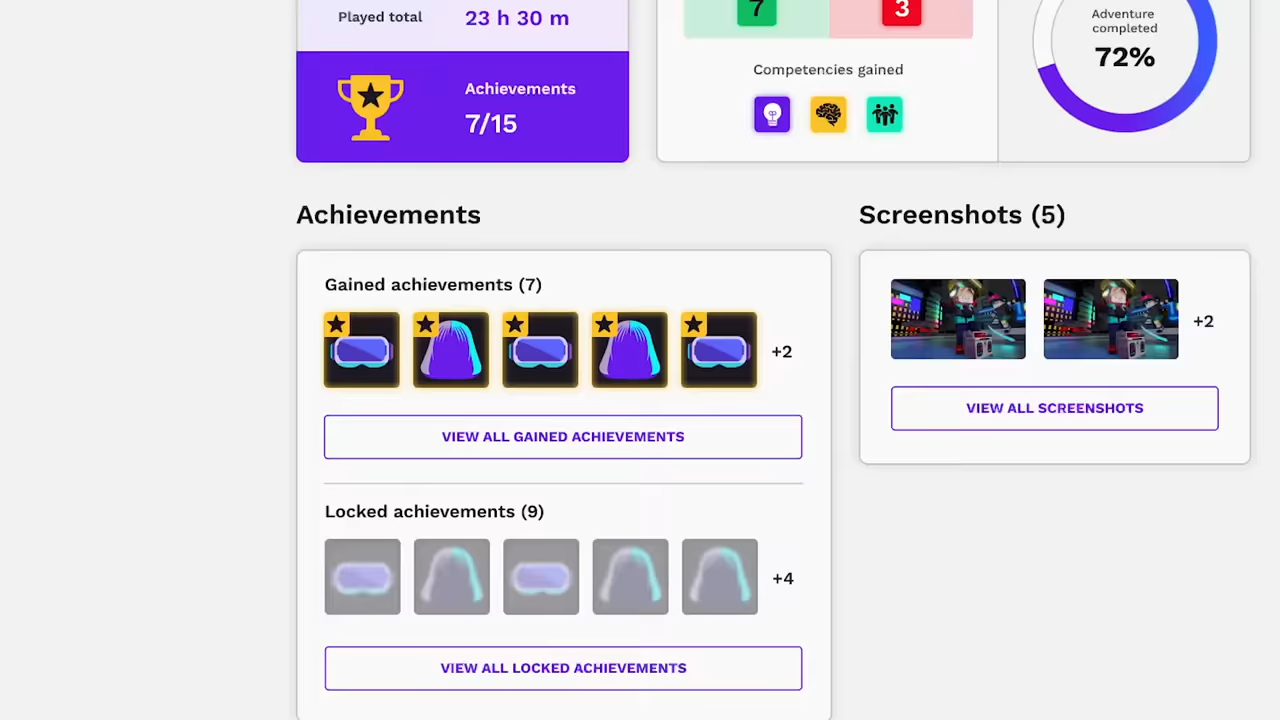 Played total 23 h 30 m
Achievements
7/15
7 3
Competencies gained
Adventure
completed
72%
Achievements
Gained achievements (7)
+2
VIEW ALL GAINED ACHIEVEMENTS
Locked achievements (9)
+4
VIEW ALL LOCKED ACHIEVEMENTS
Screenshots (5)
+2
VIEW ALL SCREENSHOTS